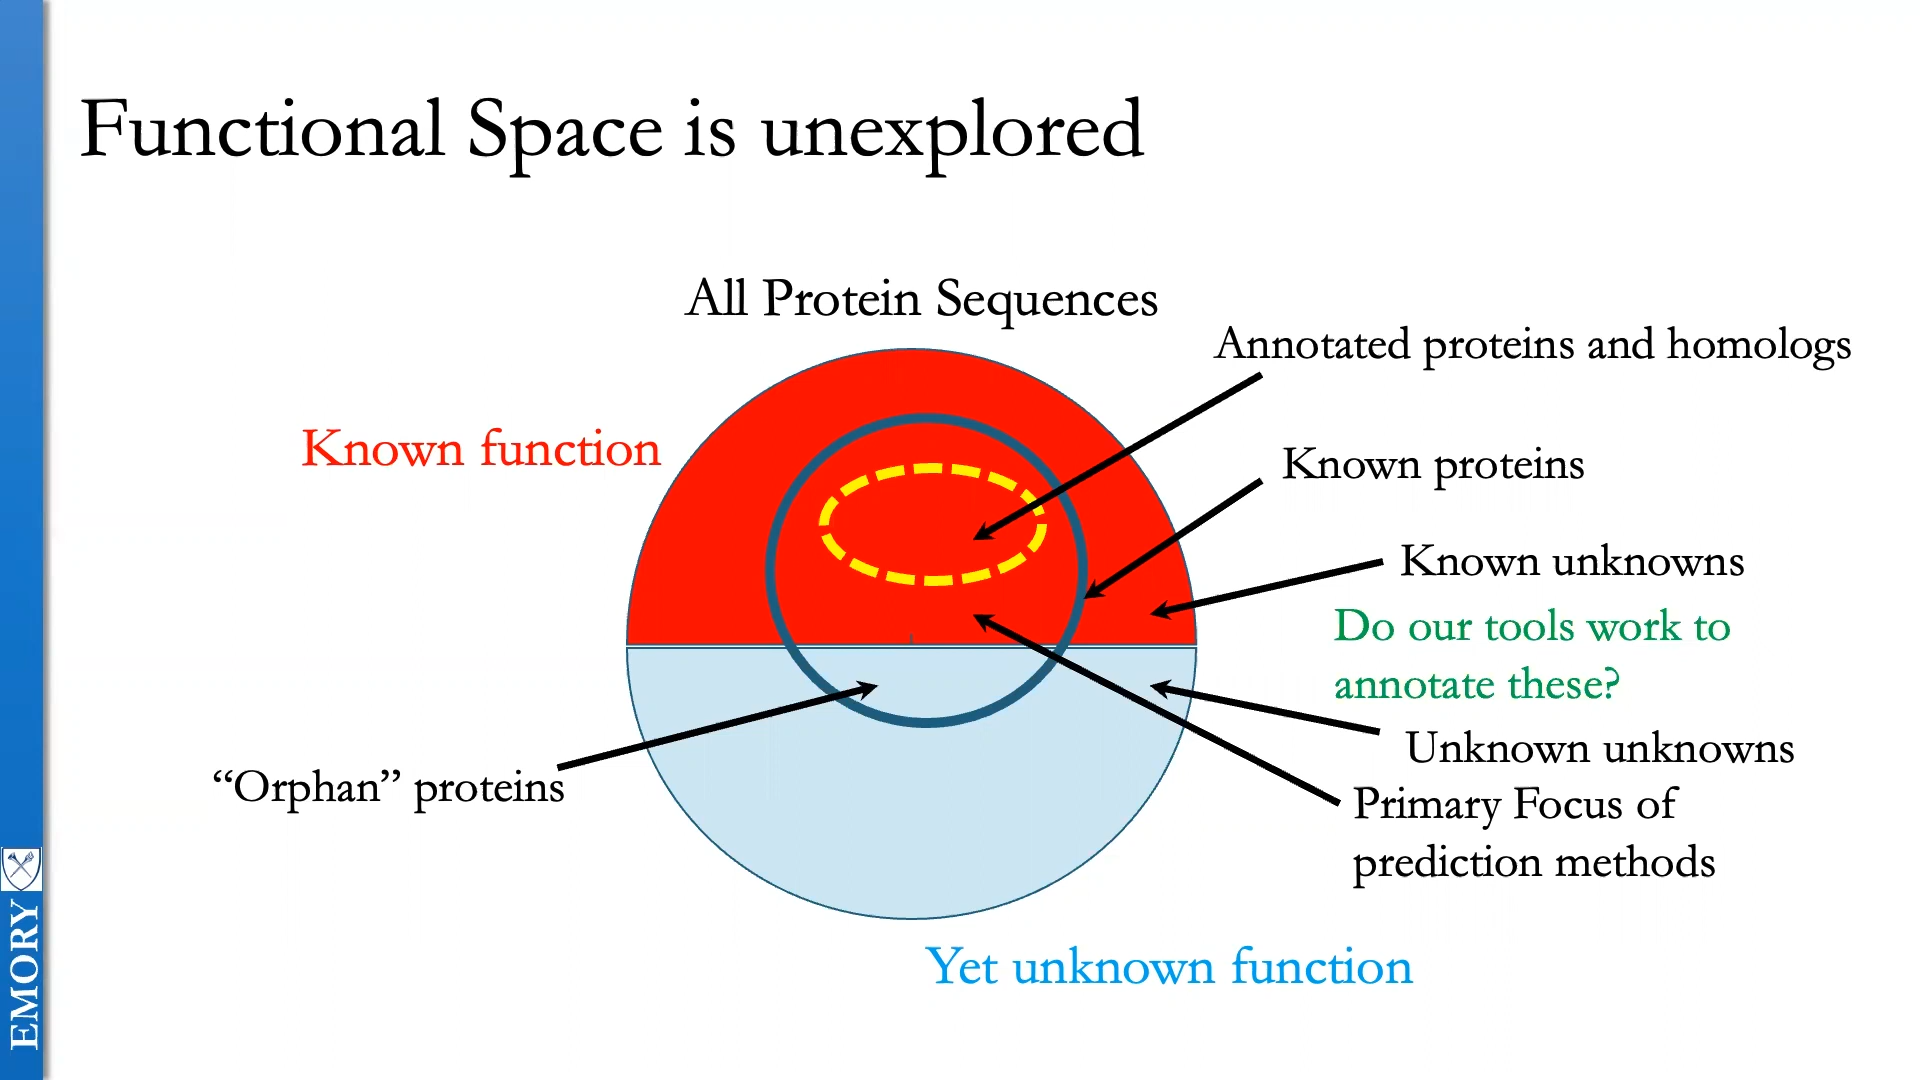 Functional Space is unexplored
All Protein Sequences
Annotated proteins and homologs
Known function
Known proteins
Known unknowns
Do our tools work to
annotate these?
Unknown unknowns
“Orphan” proteins
Primary Focus of
prediction methods
Yet unknown function
EMORY